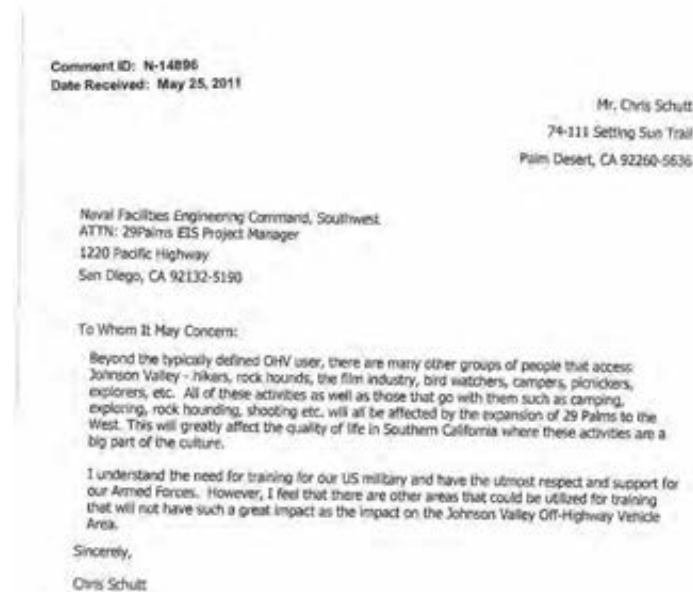 Comment ID: N-14896
Date Received: May 25, 2011
Mr. Chris Schutt
74-111 Setting Sun Trail
Palm Desert, CA 92260-5636
Naval Facilities Engineering Command, Southwest
ATTN: 29Palms EIS Project Manager
1220 Pacific Highway
San Diego, CA 92132-5190
To Whom It May Concern:
Beyond the typically defined OHV user, there are many other groups of people that access
Johnson Valley - hikers, rock hounds, the film industry, bird watchers, campers, picnickers,
explorers, etc. All of these activities as well as those that go with them such as camping,
exploring, rock hounding, shooting etc. will all be affected by the expansion of 29 Palms to the
West. This will greatly affect the quality of life in Southern California where these activities are a
big part of the culture.
I understand the need for training for our US military and have the utmost respect and support for
our Armed Forces. However, I feel that there are other areas that could be utilized for training
that will not have such a great impact as the impact on the Johnson Valley Off-Highway Vehicle
Area.
Sincerely,
Chris Schutt